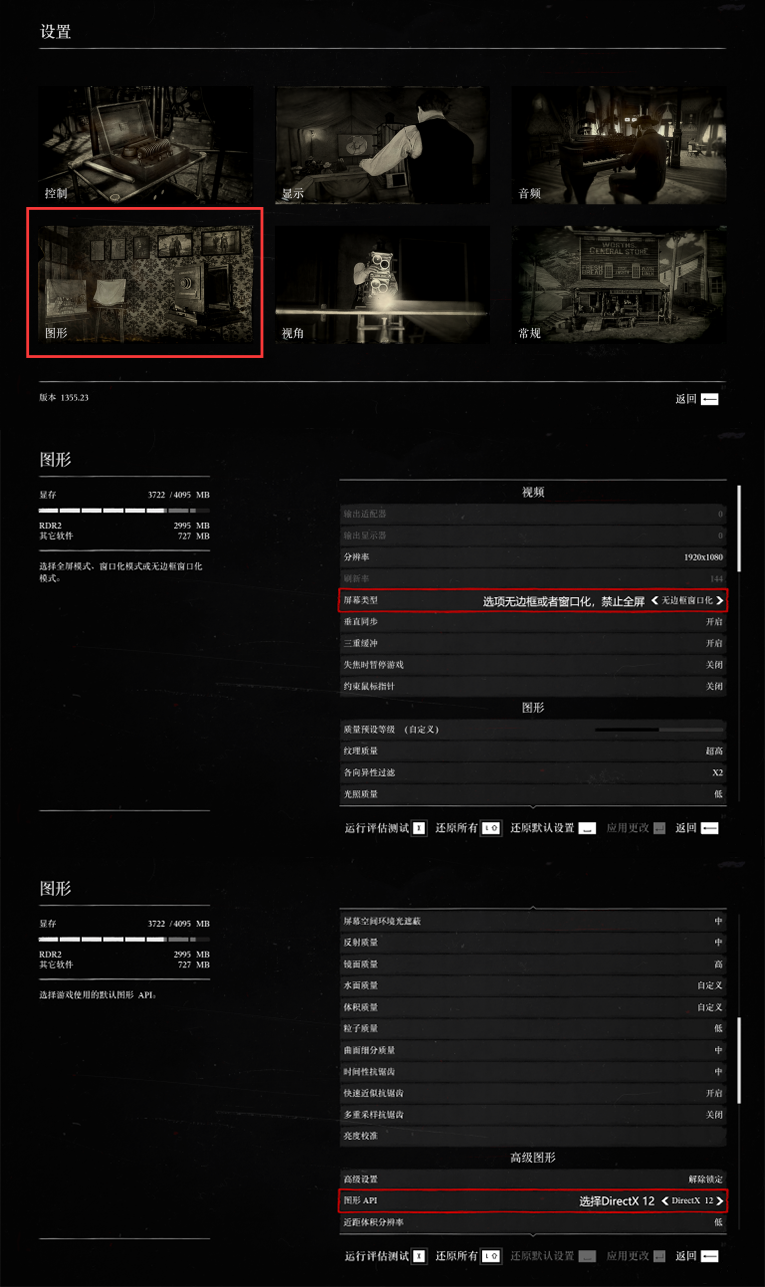 设置
控制
显示
音频
WORTHS
GENERAL STORE
图形
视角
常规
版本 1355.23
返回
图形
显存 3722 / 4095 MB
RDR2 2995 MB
其它软件 727 MB
选择全屏模式、窗口化模式或无边框窗口化
模式。
视频
输出适配器 0
输出显示器 0
分辨率 1920x1080
刷新率 144
屏幕类型 选项无边框或者窗口化，禁止全屏 无边框窗口化
垂直同步 开启
三重缓冲 开启
失焦时暂停游戏 关闭
约束鼠标指针 关闭
图形
质量预设等级 （自定义）
纹理质量 超高
各向异性过滤 X2
光照质量 低
运行评估测试 X 还原所有 L 还原默认设置 应用更改 返回
图形
显存 3722 / 4095 MB
RDR2 2995 MB
其它软件 727 MB
选择游戏使用的默认图形 API。
屏幕空间环境光遮蔽 中
反射质量 中
镜面质量 高
水面质量 自定义
体积质量 自定义
粒子质量 低
曲面细分质量 中
时间性抗锯齿 中
快速近似抗锯齿 开启
多重采样抗锯齿 关闭
亮度校准
高级图形
高级设置 解除锁定
图形 API 选择DirectX 12 DirectX 12
近距体积分辨率 低
运行评估测试 X 还原所有 L 还原默认设置 应用更改 返回